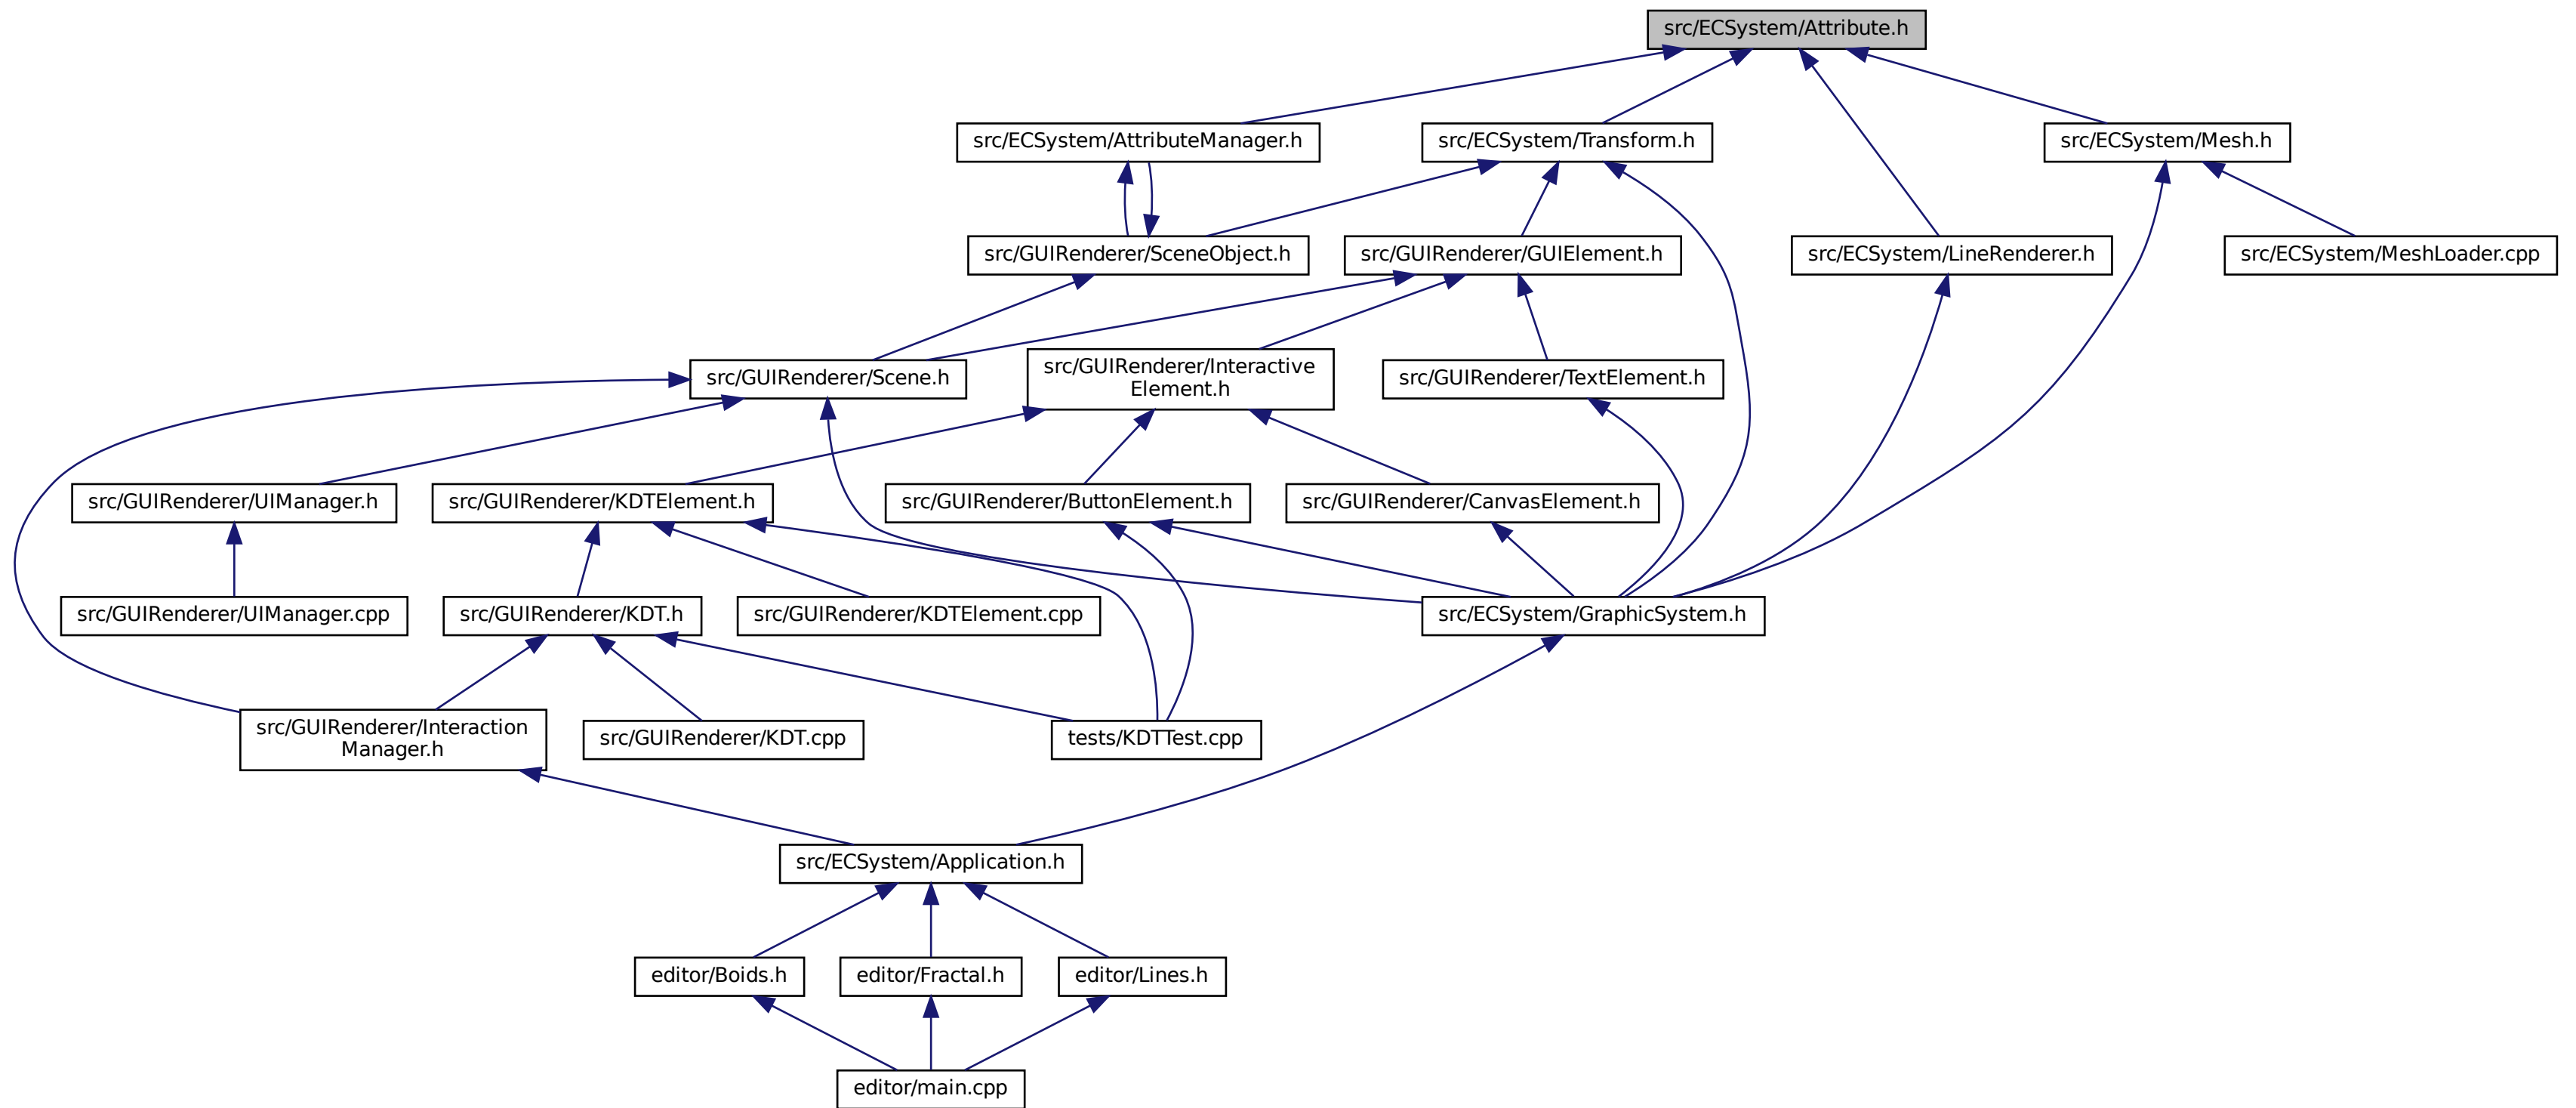 src/ECSystem/Attribute.h
src/ECSystem/AttributeManager.h
src/ECSystem/Transform.h
src/ECSystem/Mesh.h
src/GUIRenderer/SceneObject.h
src/GUIRenderer/GUIElement.h
src/ECSystem/LineRenderer.h
src/ECSystem/MeshLoader.cpp
src/GUIRenderer/Scene.h
src/GUIRenderer/Interactive
Element.h
src/GUIRenderer/TextElement.h
src/GUIRenderer/UIManager.h
src/GUIRenderer/KDTElement.h
src/GUIRenderer/ButtonElement.h
src/GUIRenderer/CanvasElement.h
src/GUIRenderer/UIManager.cpp
src/GUIRenderer/KDT.h
src/GUIRenderer/KDTElement.cpp
src/ECSystem/GraphicSystem.h
src/GUIRenderer/Interaction
Manager.h
src/GUIRenderer/KDT.cpp
tests/KDTTest.cpp
src/ECSystem/Application.h
editor/Boids.h
editor/Fractal.h
editor/Lines.h
editor/main.cpp